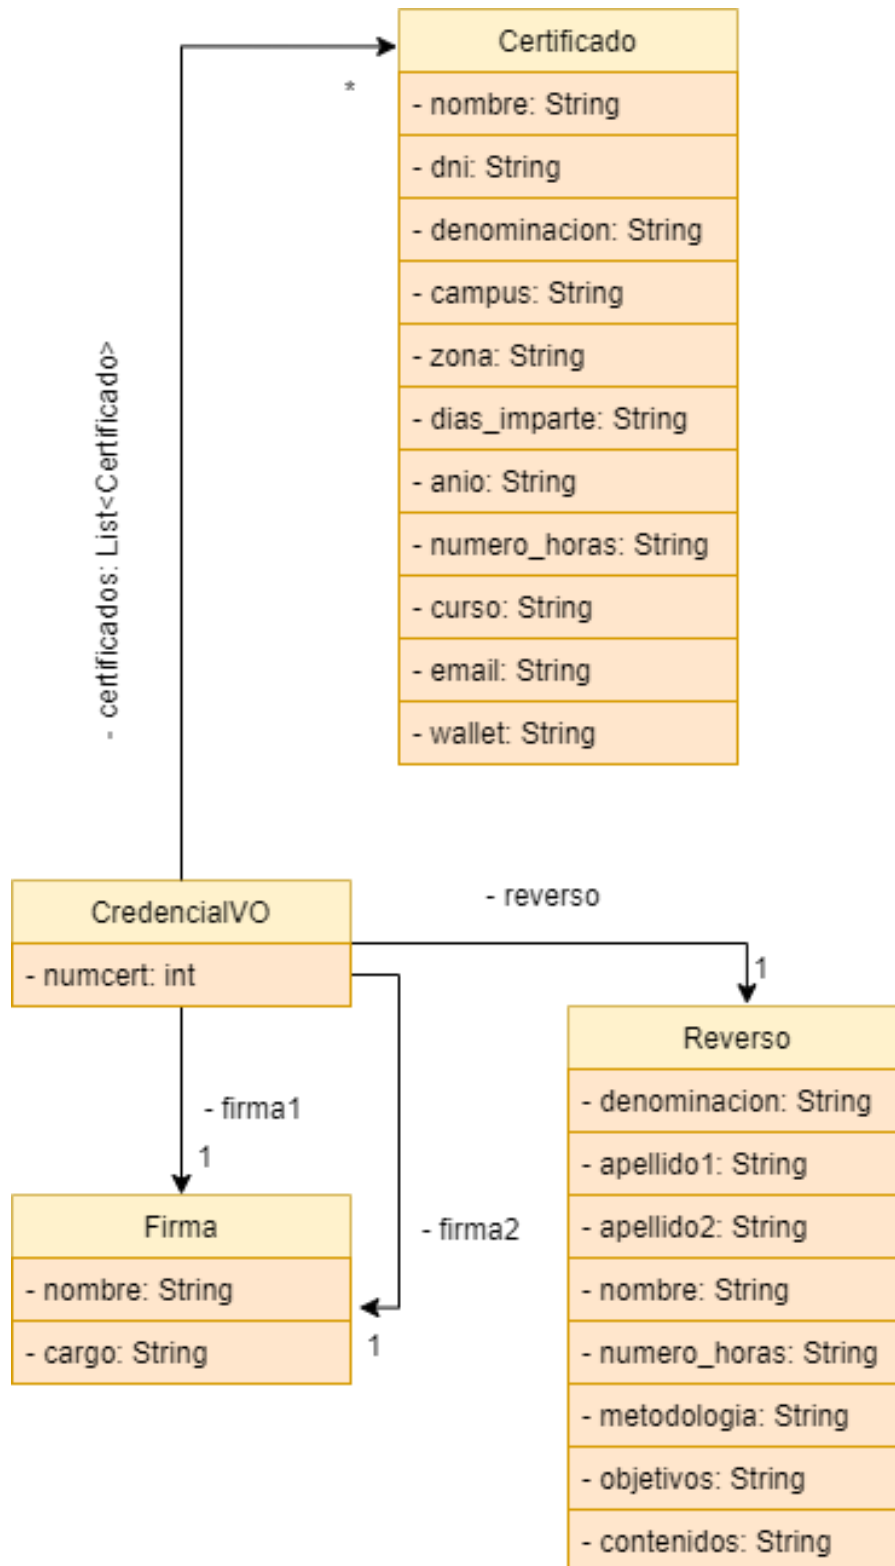 Certificado
*
- nombre: String
- dni: String
- denominacion: String
- campus: String
- zona: String
- dias_imparte: String
- anio: String
- numero_horas: String
- curso: String
- email: String
- wallet: String
- certificados: List<Certificado>
CredencialVO
- numcert: int
- reverso
1
- firma1
1
- firma2
1
Firma
- nombre: String
- cargo: String
Reverso
- denominacion: String
- apellido1: String
- apellido2: String
- nombre: String
- numero_horas: String
- metodologia: String
- objetivos: String
- contenidos: String